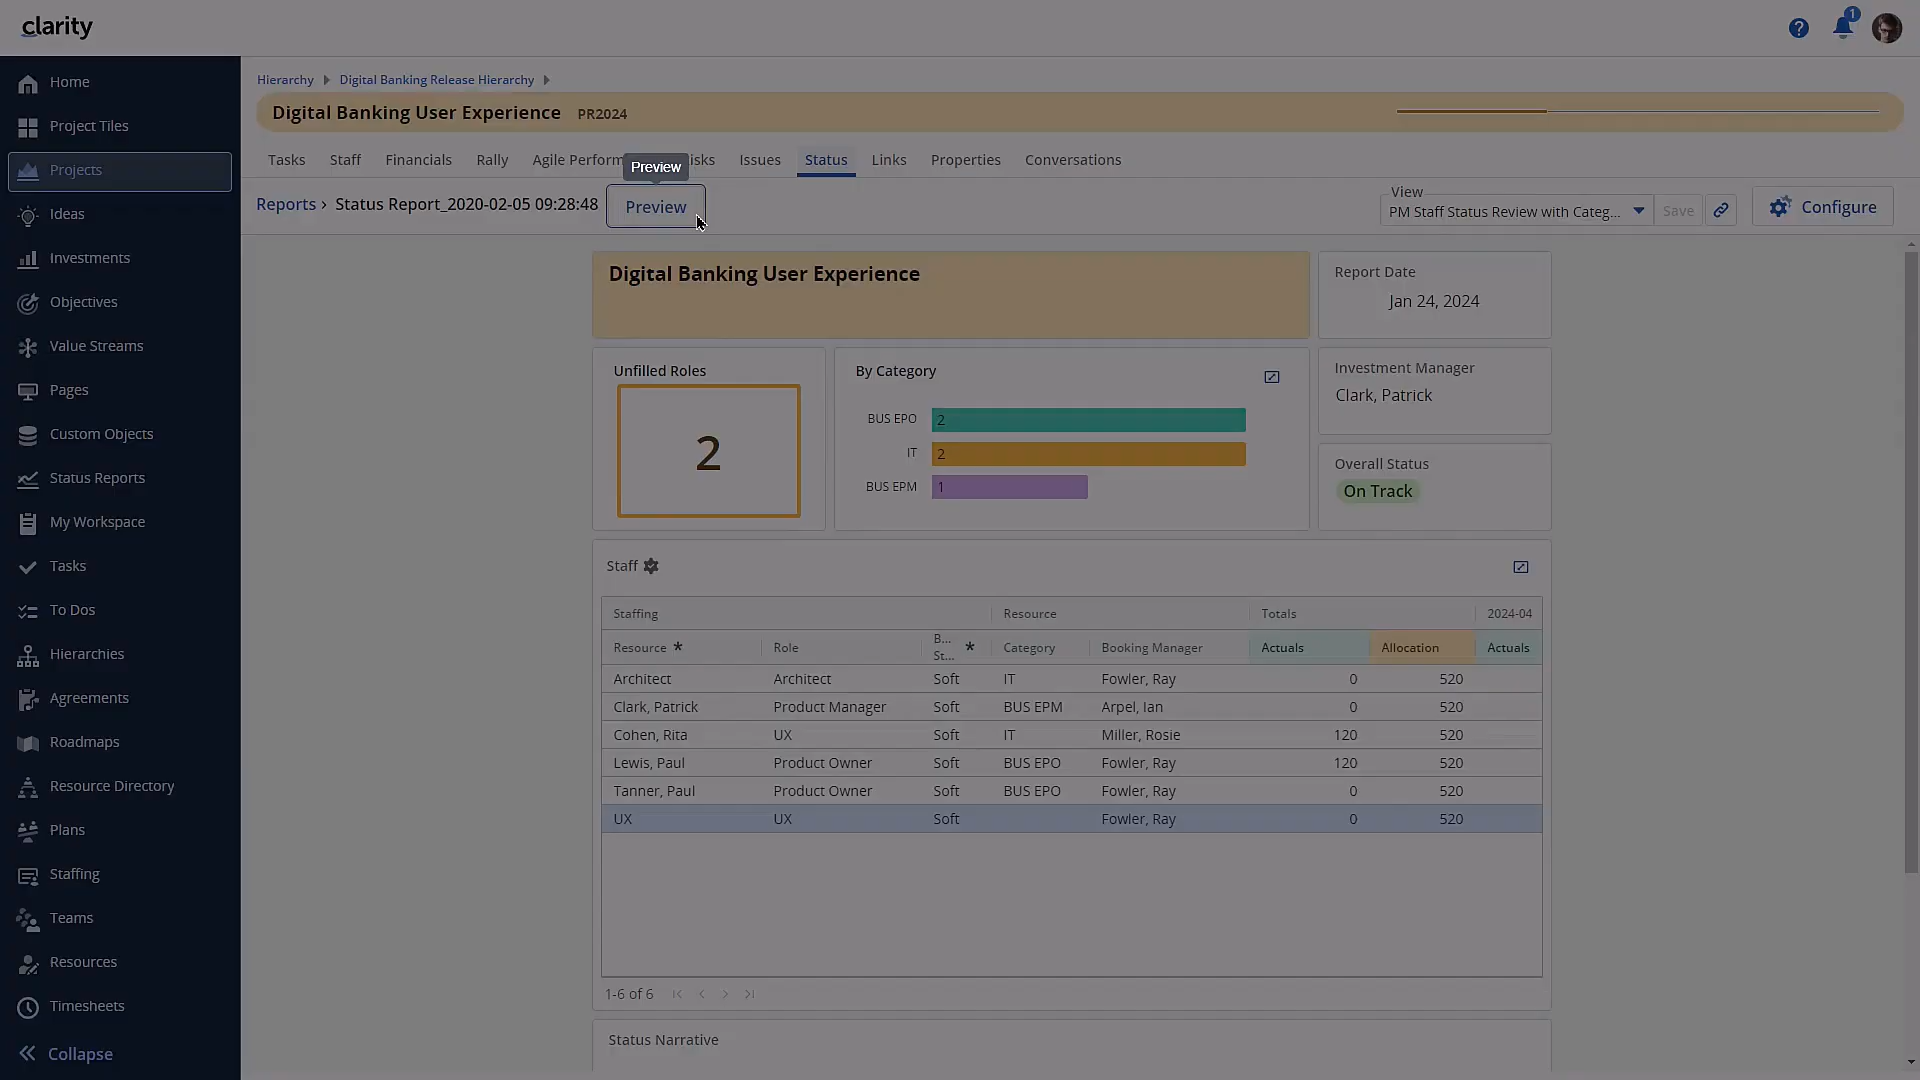 clarity
1
Home
Project Tiles
Projects
Ideas
Investments
Objectives
Value Streams
Pages
Custom Objects
Status Reports
My Workspace
Tasks
To Dos
Hierarchies
Agreements
Roadmaps
Resource Directory
Plans
Staffing
Teams
Resources
Timesheets
Collapse
Hierarchy Digital Banking Release Hierarchy
Digital Banking User Experience PR2024
Tasks Staff Financials Rally Agile Perform isks Issues Status Links Properties Conversations
Preview
Reports › Status Report_2020-02-05 09:28:48 Preview
View
PM Staff Status Review with Categ... Save Configure
Digital Banking User Experience
Report Date
Jan 24, 2024
Unfilled Roles
2
By Category
BUS EPO 2
IT 2
BUS EPM 1
Investment Manager
Clark, Patrick
Overall Status
On Track
Staff
Staffing Resource Totals 2024-04
Resource * Role B... St... * Category Booking Manager Actuals Allocation Actuals
Architect Architect Soft IT Fowler, Ray 0 520
Clark, Patrick Product Manager Soft BUS EPM Arpel, Ian 0 520
Cohen, Rita UX Soft IT Miller, Rosie 120 520
Lewis, Paul Product Owner Soft BUS EPO Fowler, Ray 120 520
Tanner, Paul Product Owner Soft BUS EPO Fowler, Ray 0 520
UX UX Soft Fowler, Ray 0 520
1-6 of 6
Status Narrative